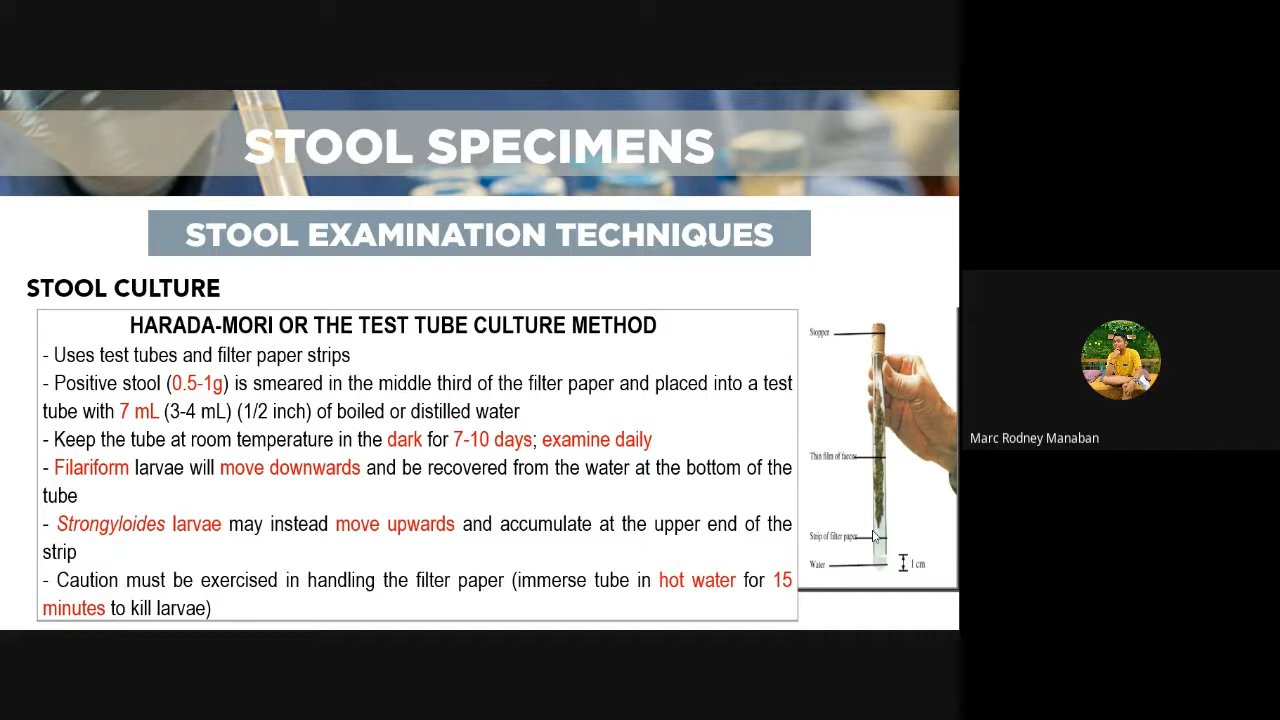 STOOL SPECIMENS
STOOL EXAMINATION TECHNIQUES
STOOL CULTURE
HARADA-MORI OR THE TEST TUBE CULTURE METHOD
- Uses test tubes and filter paper strips
- Positive stool (0.5-1g) is smeared in the middle third of the filter paper and placed into a test
tube with 7 mL (3-4 mL) (1/2 inch) of boiled or distilled water
- Keep the tube at room temperature in the dark for 7-10 days; examine daily
- Filariform larvae will move downwards and be recovered from the water at the bottom of the
tube
- Strongyloides larvae may instead move upwards and accumulate at the upper end of the
strip
- Caution must be exercised in handling the filter paper (immerse tube in hot water for 15
minutes to kill larvae)
Stopper
Thin film of faeces
Strip of filter paper
Water
1 cm
Marc Rodney Manaban